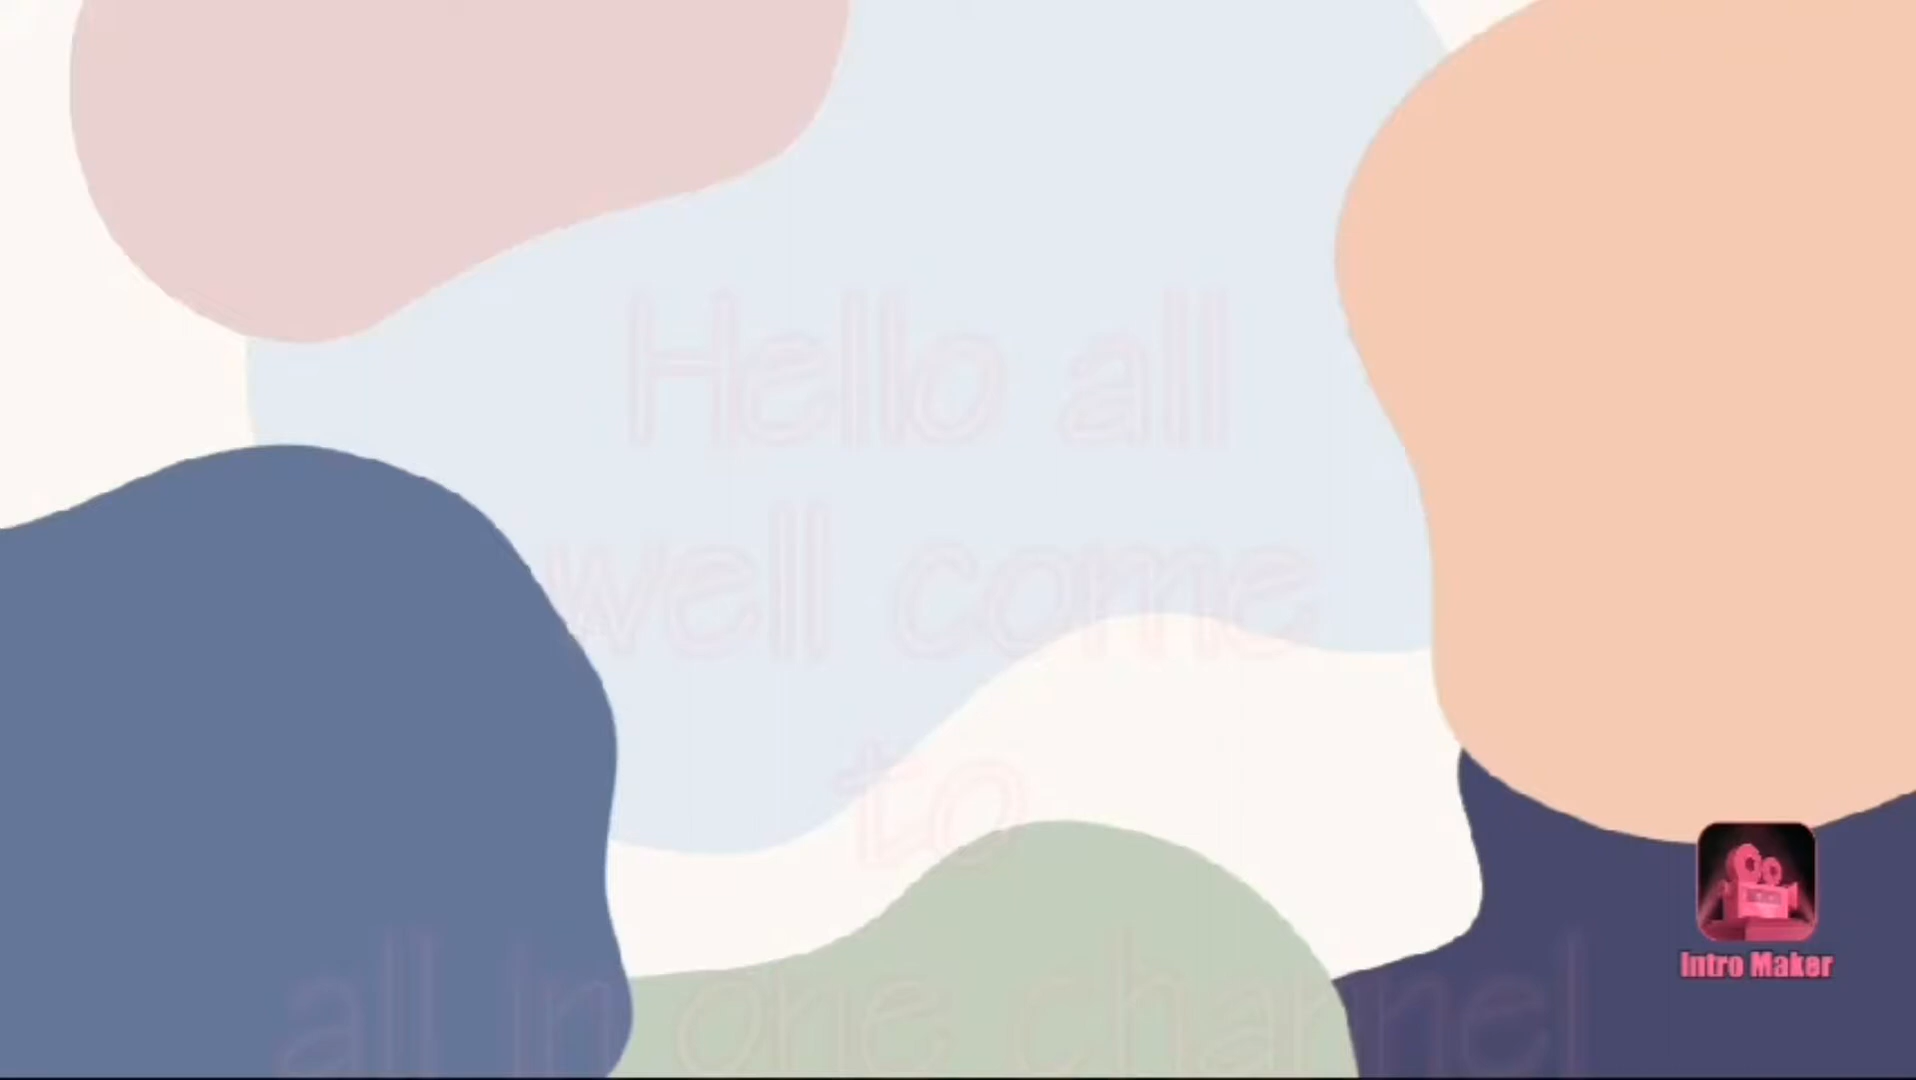 Hello all
well come
to
all in one channel
Intro Maker